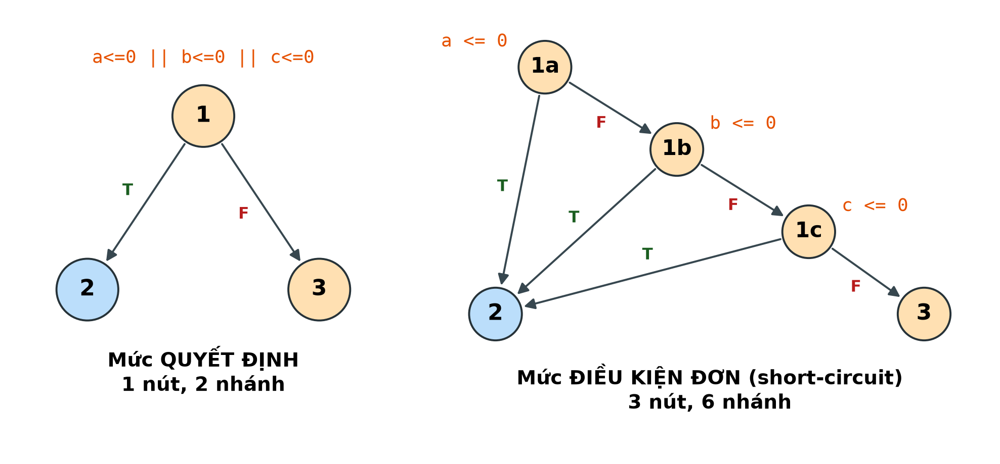 a<=0 || b<=0 || c<=0
1
T
F
2
3
Mức QUYẾT ĐỊNH
1 nút, 2 nhánh
a <= 0
1a
F
b <= 0
1b
T
T
F
c <= 0
1c
T
F
2
3
Mức ĐIỀU KIỆN ĐƠN (short-circuit)
3 nút, 6 nhánh